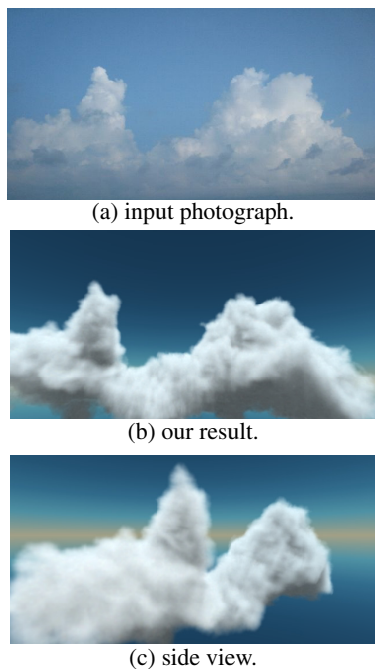 (a) input photograph.
(b) our result.
(c) side view.